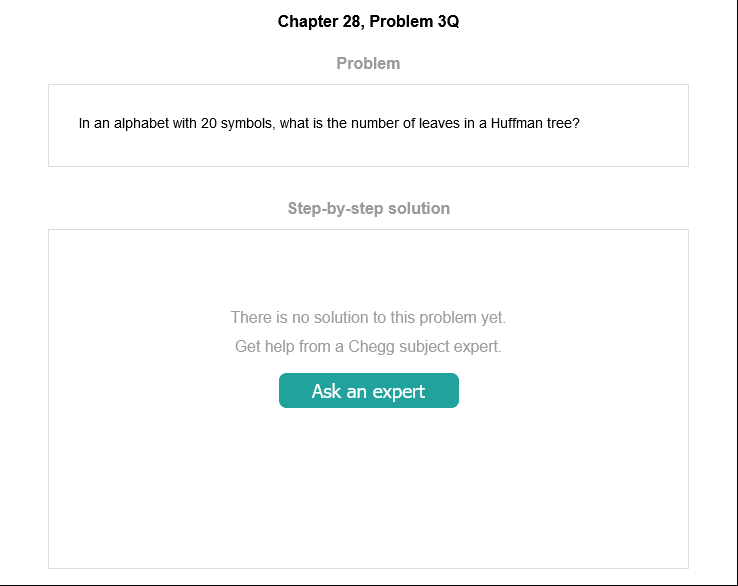 Chapter 28, Problem 3Q
Problem
In an alphabet with 20 symbols, what is the number of leaves in a Huffman tree?
Step-by-step solution
There is no solution to this problem yet.
Get help from a Chegg subject expert.
Ask an expert